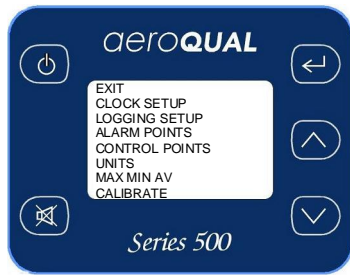 aeroQUAL
EXIT
CLOCK SETUP
LOGGING SETUP
ALARM POINTS
CONTROL POINTS
UNITS
MAX MIN AV
CALIBRATE
Series 500